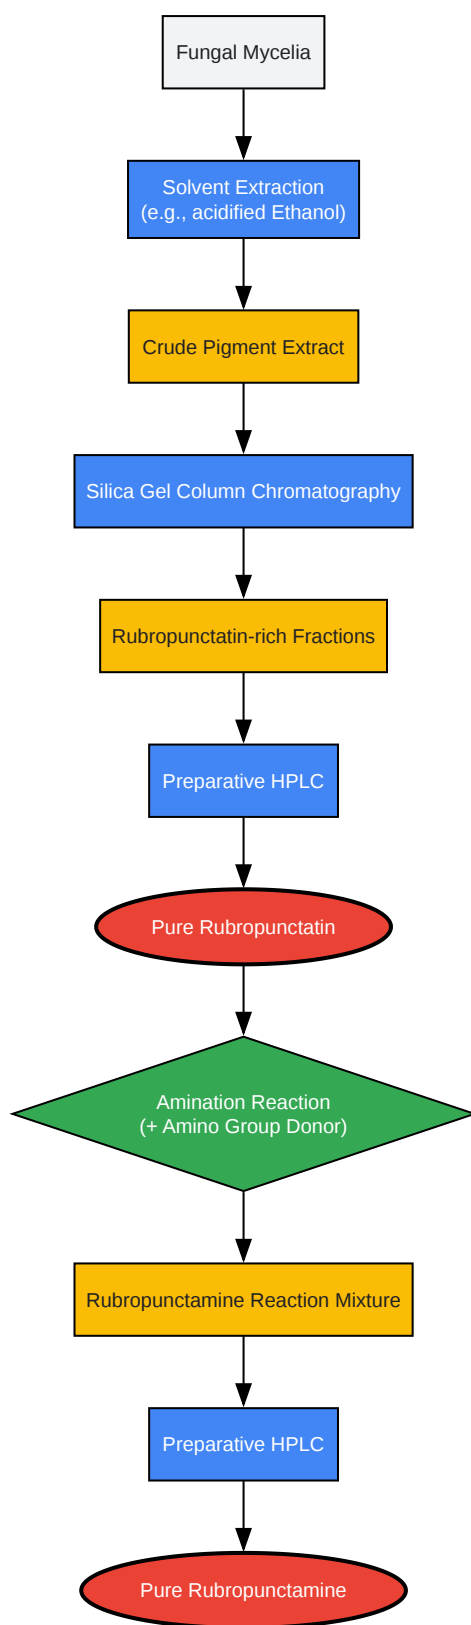 Fungal Mycelia
Solvent Extraction
(e.g., acidified Ethanol)
Crude Pigment Extract
Silica Gel Column Chromatography
Rubropunctatin-rich Fractions
Preparative HPLC
Pure Rubropunctatin
Amination Reaction
(+ Amino Group Donor)
Rubropunctamine Reaction Mixture
Preparative HPLC
Pure Rubropunctamine